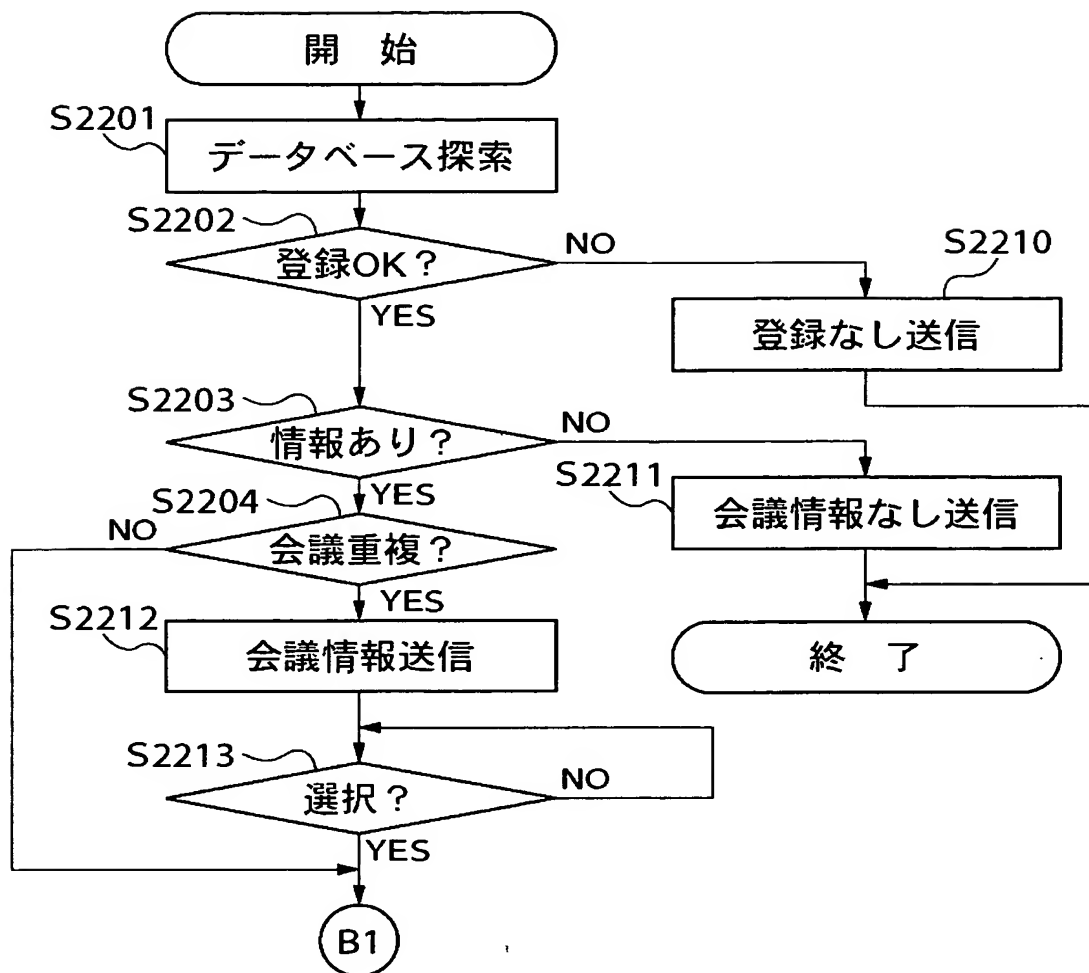 開 始
S2201
データベース探索
S2202
登録OK?
NO
S2210
YES
登録なし送信
S2203
情報あり?
NO
S2211
YES
会議情報なし送信
S2204
NO
会議重複?
YES
S2212
会議情報送信
終 了
S2213
選択?
NO
YES
B1